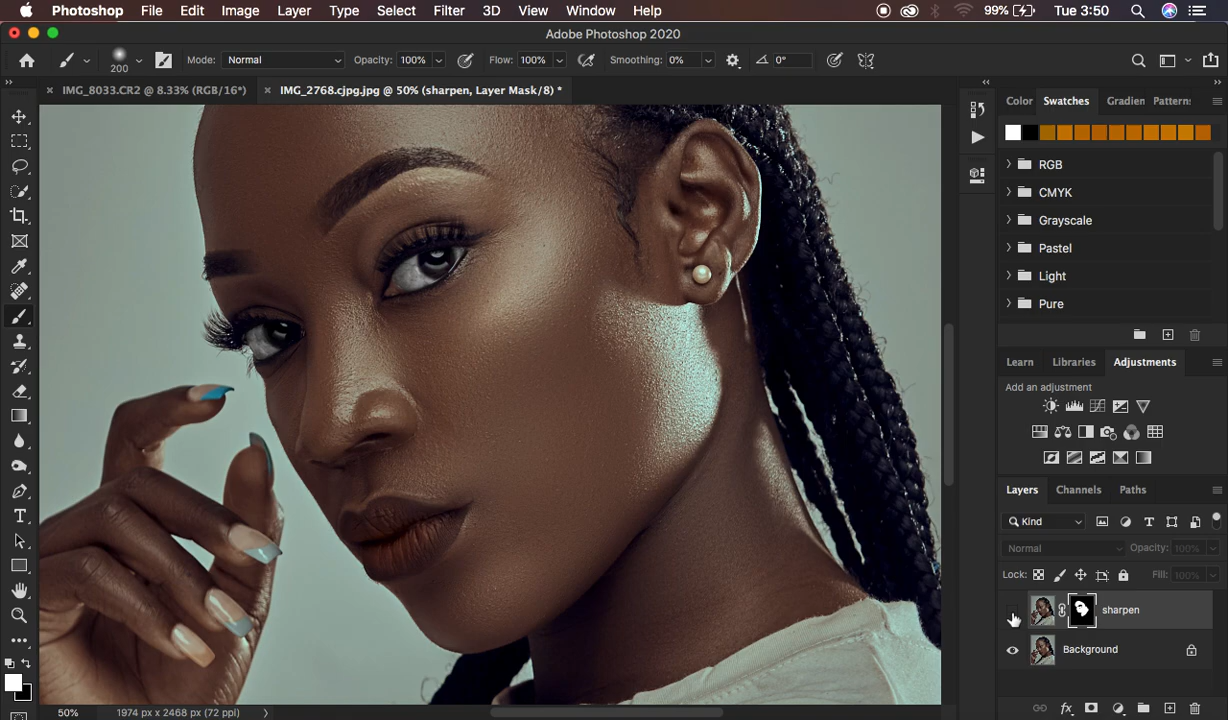 Photoshop File Edit Image Layer Type Select Filter 3D View Window Help 99% Tue 3:50
Adobe Photoshop 2020
200 Mode: Normal Opacity: 100% Flow: 100% Smoothing: 0% 0°
IMG_8033.CR2 @ 8.33% (RGB/16*) IMG_2768.cjpg.jpg @ 50% (sharpen, Layer Mask/8) *
Color Swatches Gradien Pattern:
RGB
CMYK
Grayscale
Pastel
Light
Pure
Learn Libraries Adjustments
Add an adjustment
Layers Channels Paths
Kind
Normal Opacity: 100%
Lock: Fill: 100%
sharpen
Background
50% 1974 px x 2468 px (72 ppi)